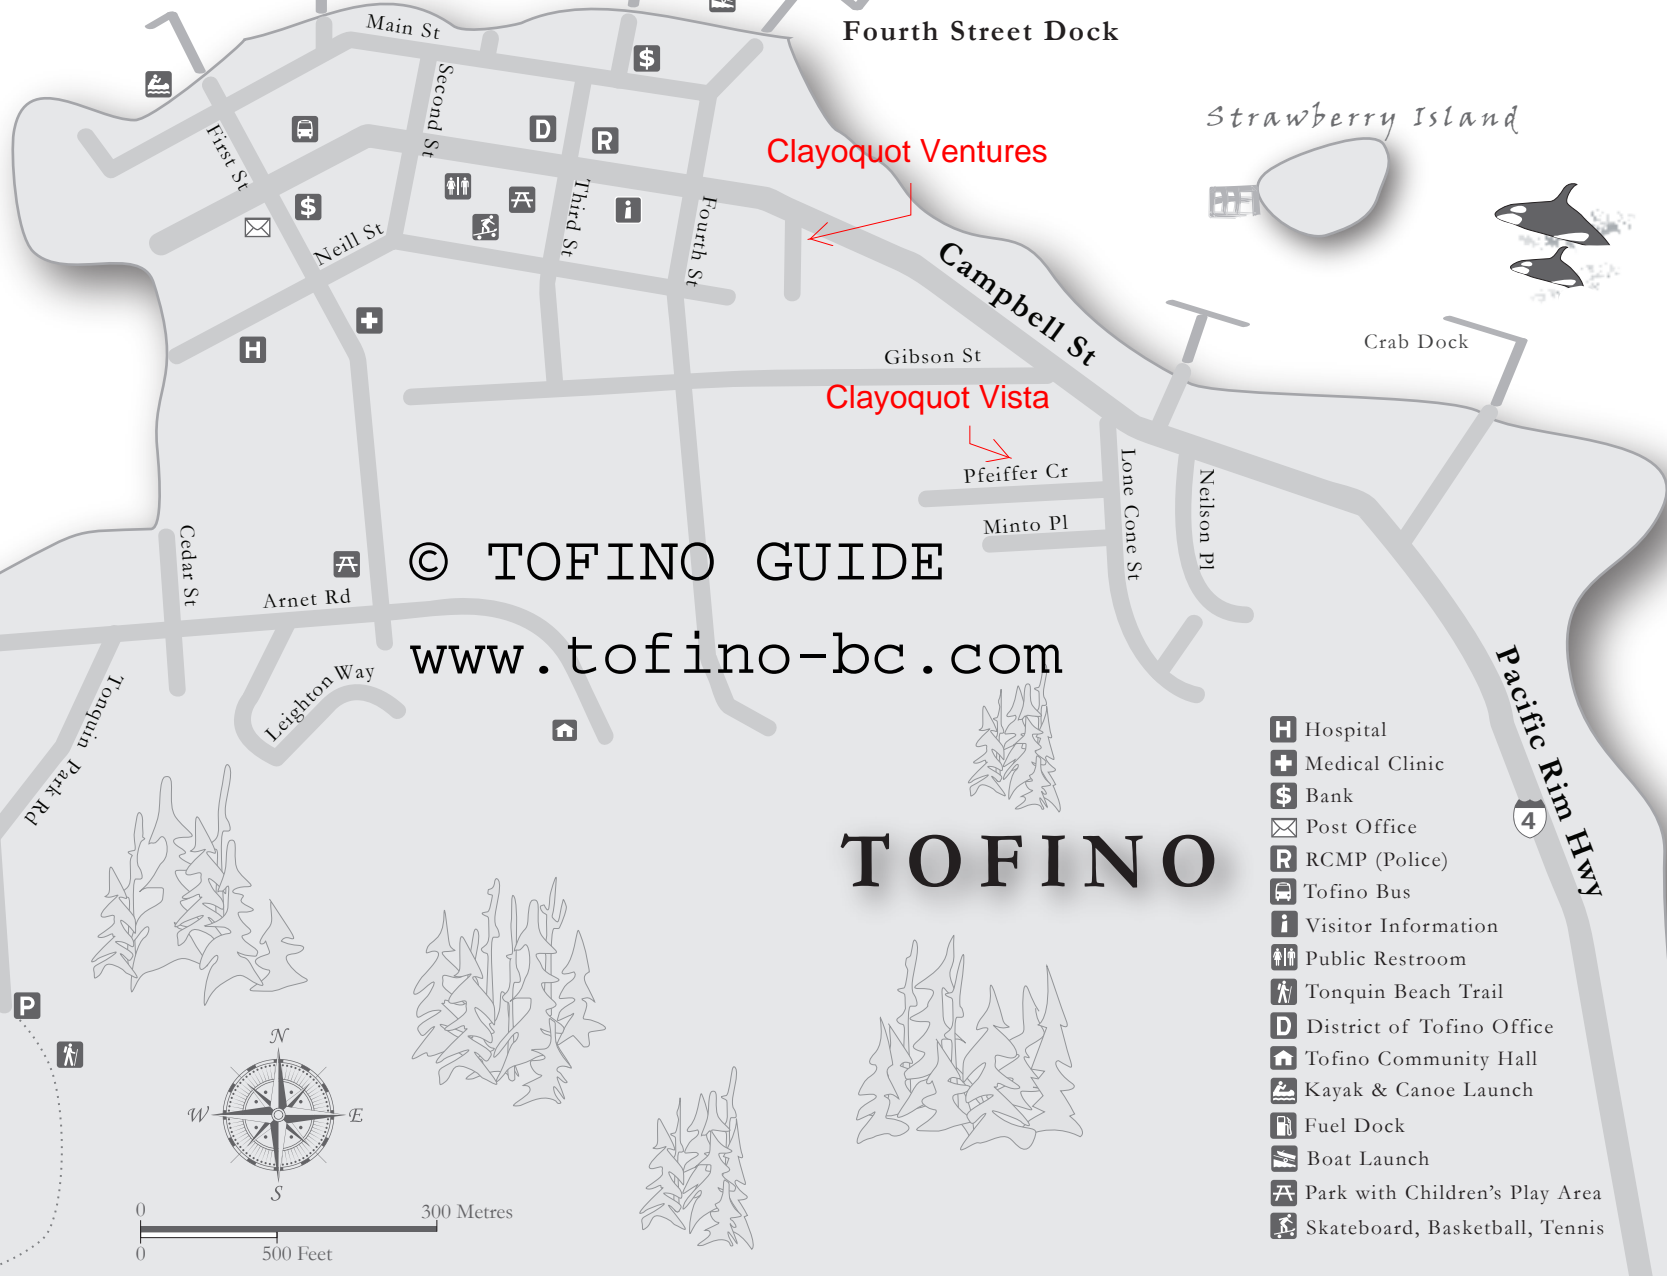 Fourth Street Dock
Main St
Second St
First St
Third St
Fourth St
Neill St
$
D
R
$
i
H
Clayoquot Ventures
Strawberry Island
Campbell St
Crab Dock
Gibson St
Clayoquot Vista
Pfeiffer Cr
Minto Pl
Lone Cone St
Neilson Pl
Cedar St
Arnet Rd
© TOFINO GUIDE
www.tofino-bc.com
Leighton Way
Tonquin Park Rd
Pacific Rim Hwy
4
TOFINO
P
H Hospital
Medical Clinic
$ Bank
Post Office
R RCMP (Police)
Tofino Bus
i Visitor Information
Public Restroom
Tonquin Beach Trail
D District of Tofino Office
Tofino Community Hall
Kayak & Canoe Launch
Fuel Dock
Boat Launch
Park with Children's Play Area
Skateboard, Basketball, Tennis
N
W E
S
0 300 Metres
0 500 Feet